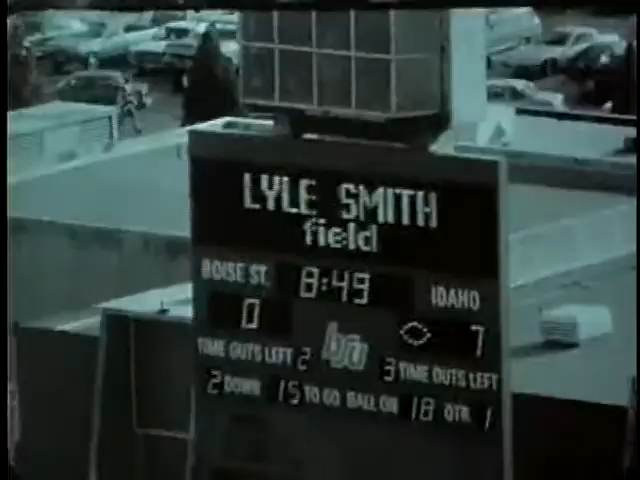 LYLE SMITH
field
BOISE ST. 8:49 IDAHO
0 bsu 7
TIME OUTS LEFT 2 3 TIME OUTS LEFT
2 DOWN 15 TO GO BALL ON 18 QTR 1